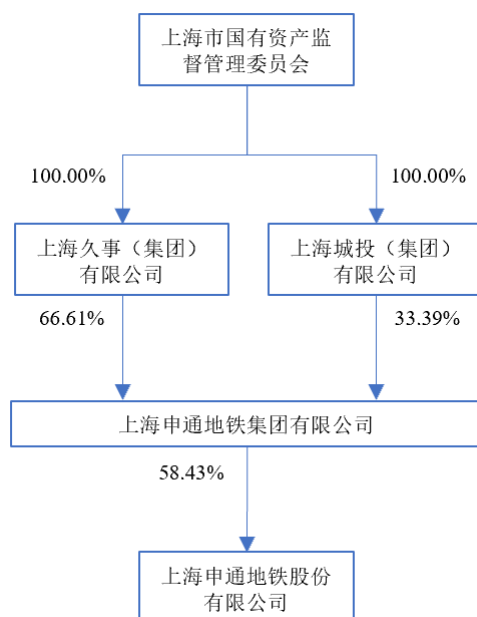 上海市国有资产监
督管理委员会
100.00%
100.00%
上海久事（集团）
有限公司
上海城投（集团）
有限公司
66.61%
33.39%
上海申通地铁集团有限公司
58.43%
上海申通地铁股份
有限公司